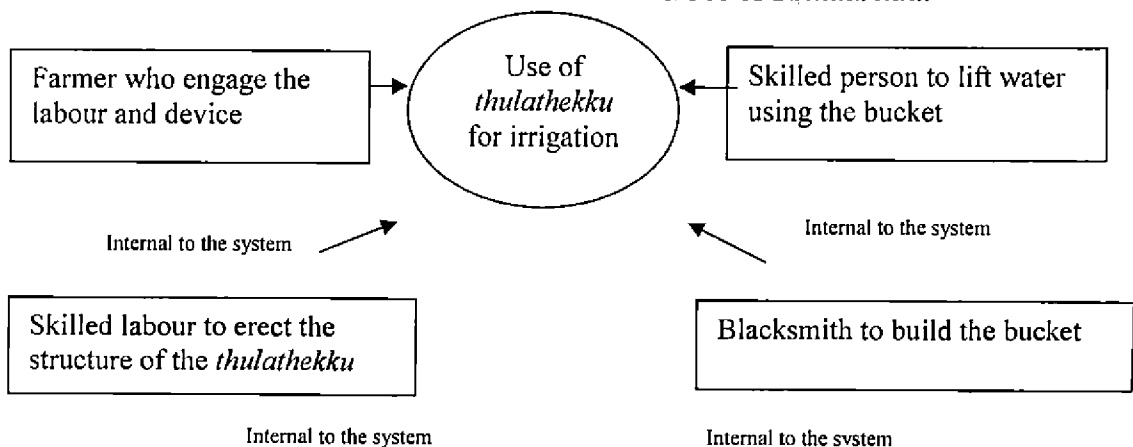 Farmer who engage the
labour and device
Use of
thulathekku
for irrigation
Skilled person to lift water
using the bucket
Internal to the system
Internal to the system
Skilled labour to erect the
structure of the thulathekku
Blacksmith to build the bucket
Internal to the system
Internal to the system